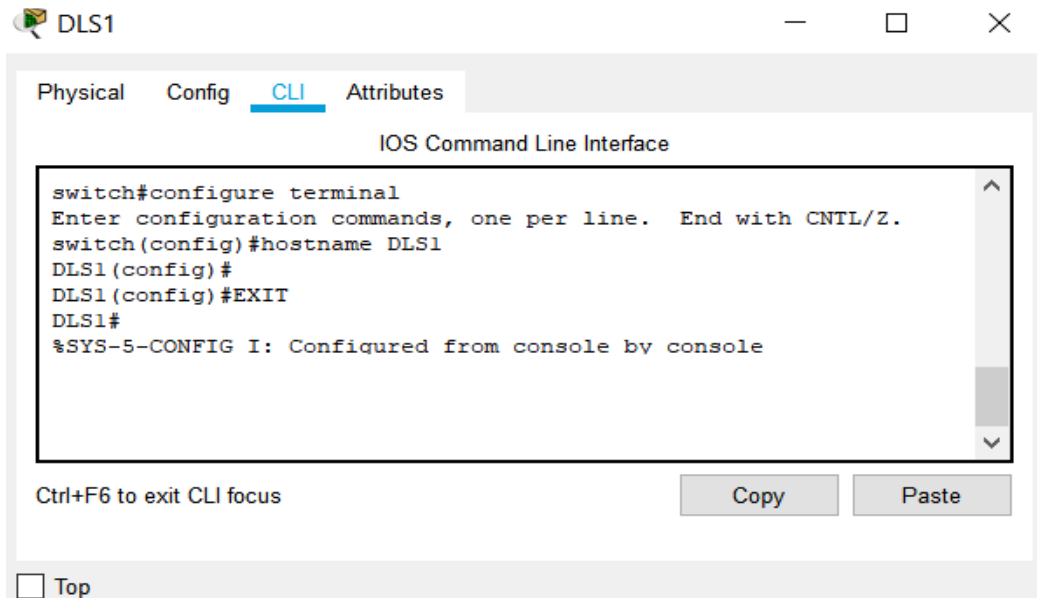 DLS1
Physical Config CLI Attributes
IOS Command Line Interface
switch#configure terminal
Enter configuration commands, one per line.  End with CNTL/Z.
switch(config)#hostname DLS1
DLS1(config)#
DLS1(config)#EXIT
DLS1#
%SYS-5-CONFIG I: Configured from console by console
Ctrl+F6 to exit CLI focus
Copy Paste
Top